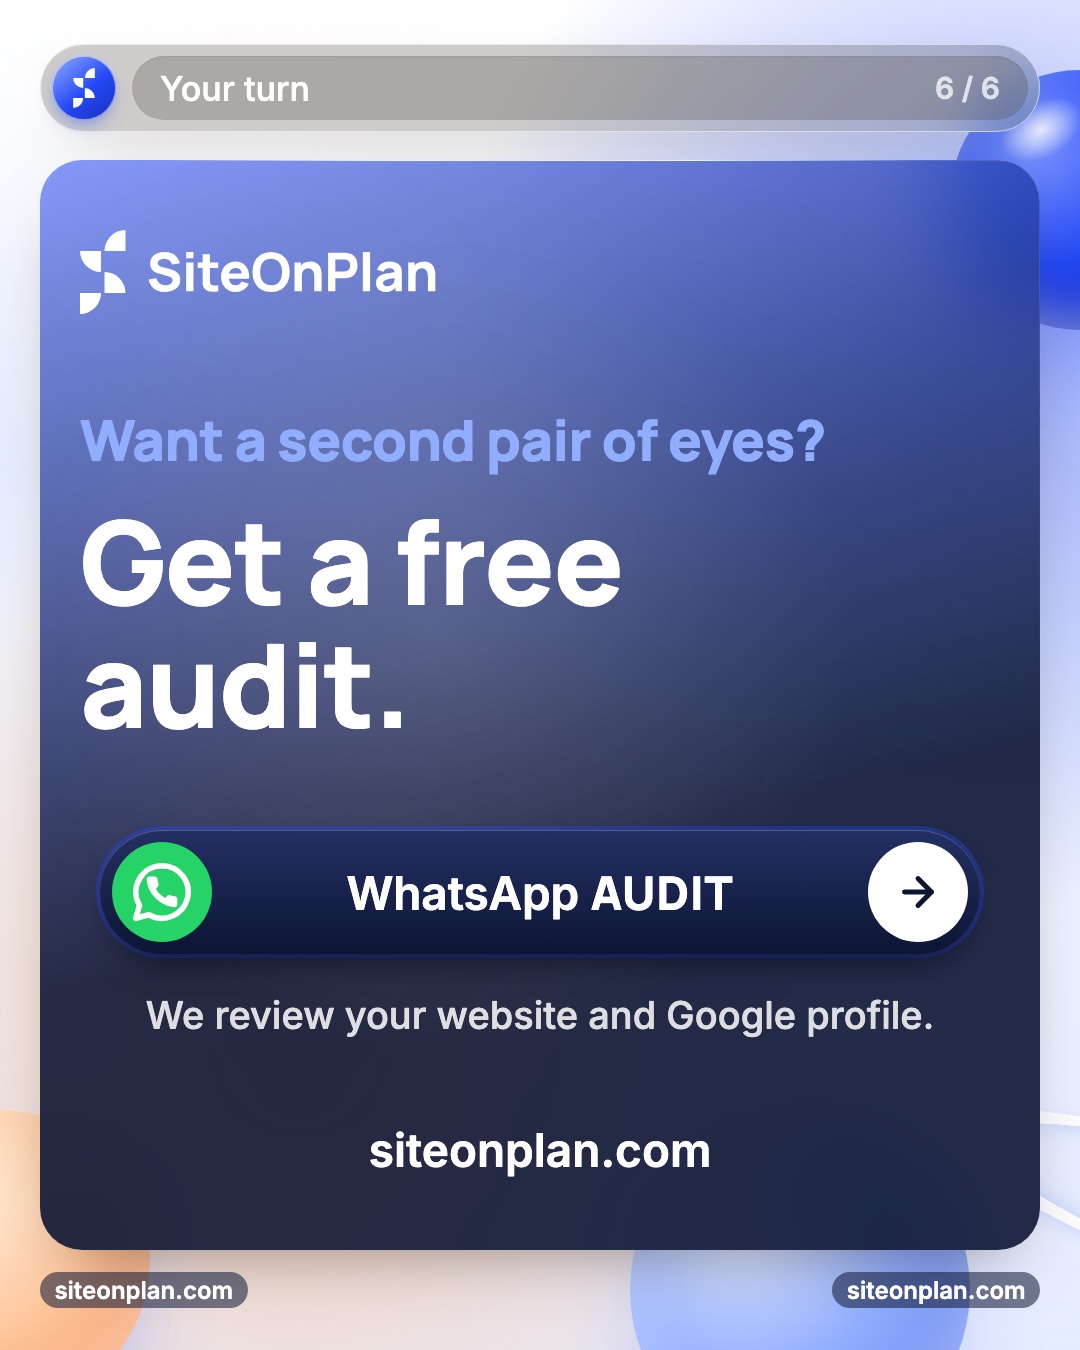 Your turn
6 / 6
SiteOnPlan
Want a second pair of eyes?
Get a free
audit.
WhatsApp AUDIT
We review your website and Google profile.
siteonplan.com
siteonplan.com
siteonplan.com